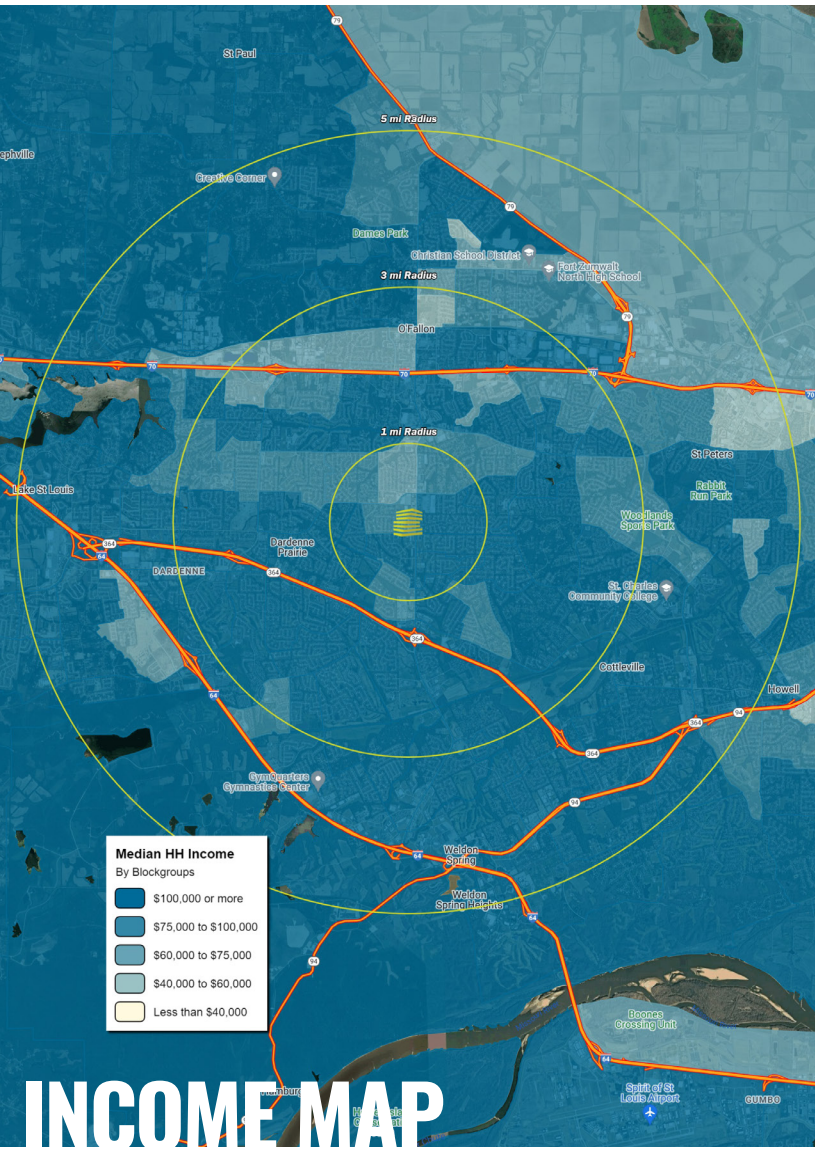 79
St Paul
5 mi Radius
ephville
Creative Corner
79
Dames Park
Christian School District
Fort Zumwalt
North High School
3 mi Radius
79
O'Fallon
70
70
70
70
1 mi Radius
St Peters
Lake St Louis
Rabbit
Run Park
Woodlands
Sports Park
364
64
Dardenne
Prairie
DARDENNE
364
St. Charles
Community College
364
Cottleville
Howell
64
94
364
364
GymQuarters
Gymnastics Center
94
64
Weldon
Spring
Weldon
Spring Heights
64
Median HH Income
By Blockgroups
$100,000 or more
$75,000 to $100,000
$60,000 to $75,000
$40,000 to $60,000
Less than $40,000
94
Boones
Crossing Unit
64
Spirit of St
Louis Airport
GUMBO
INCOME MAP